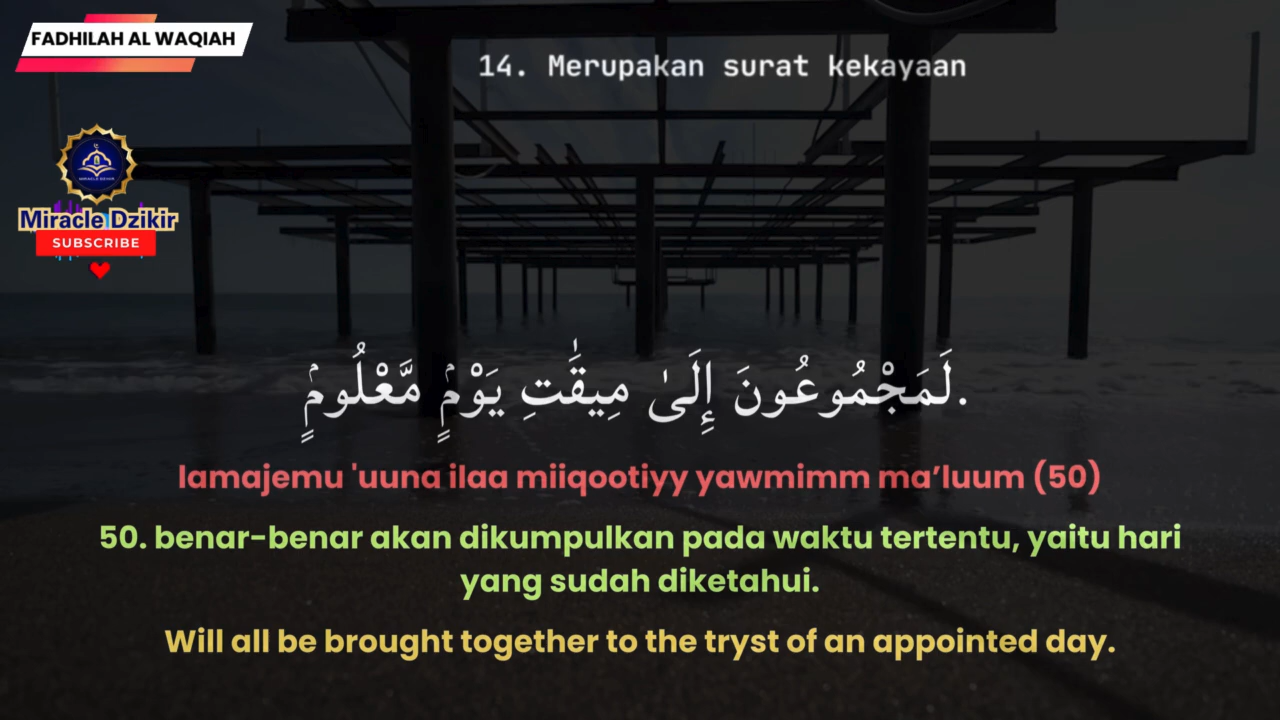 FADHILAH AL WAQIAH
14. Merupakan surat kekayaan
MIRACLE DZIKIR
Miracle Dzikir
SUBSCRIBE
لَمَجْمُوعُونَ إِلَىٰ مِيقَٰتِ يَوْمٍۢ مَّعْلُومٍۢ.
lamajemu 'uuna ilaa miiqootiyy yawmimm ma’luum (50)
50. benar-benar akan dikumpulkan pada waktu tertentu, yaitu hari
yang sudah diketahui.
Will all be brought together to the tryst of an appointed day.